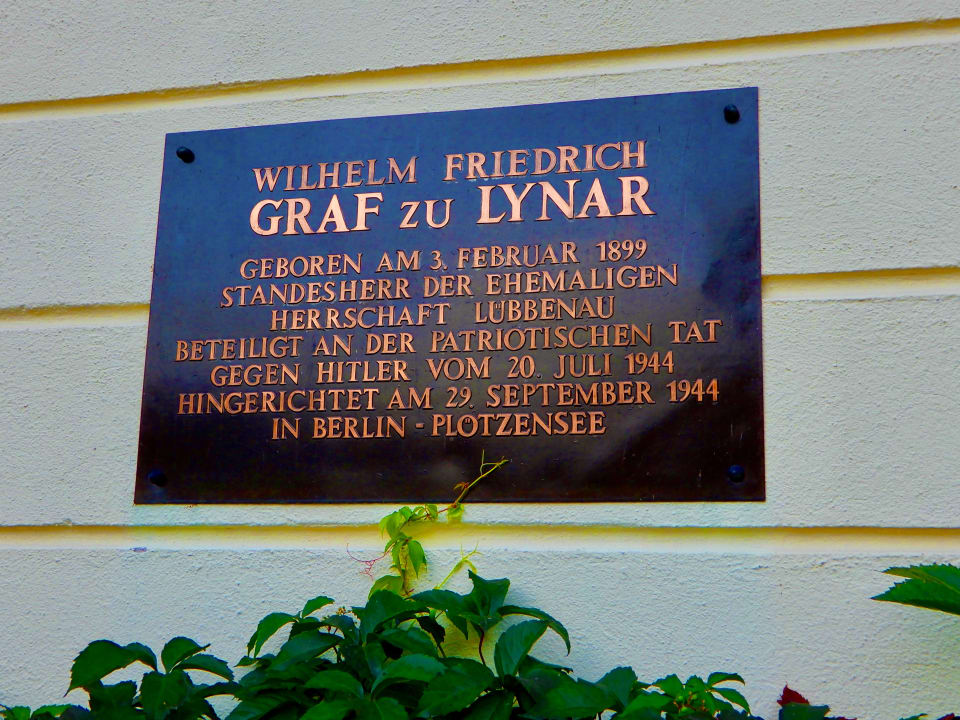 WILHELM FRIEDRICH
GRAF ZU LYNAR
GEBOREN AM 3. FEBRUAR 1899
STANDESHERR DER EHEMALIGEN
HERRSCHAFT LÜBBENAU
BETEILIGT AN DER PATRIOTISCHEN TAT
GEGEN HITLER VOM 20. JULI 1944
HINGERICHTET AM 29. SEPTEMBER 1944
IN BERLIN - PLÖTZENSEE